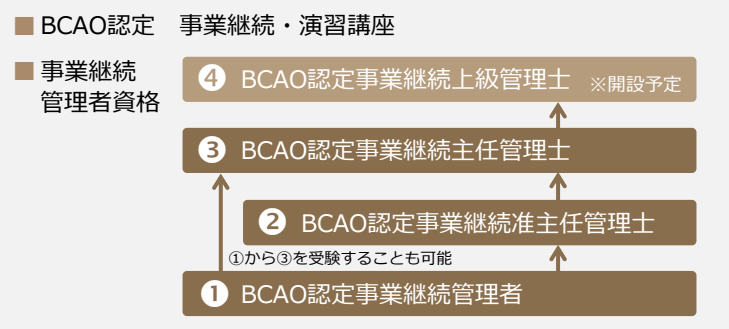 ■ BCAO認定　事業継続・演習講座
■ 事業継続
管理者資格
❹ BCAO認定事業継続上級管理士 ※開設予定
❸ BCAO認定事業継続主任管理士
❷ BCAO認定事業継続准主任管理士
①から③を受験することも可能
❶ BCAO認定事業継続管理者